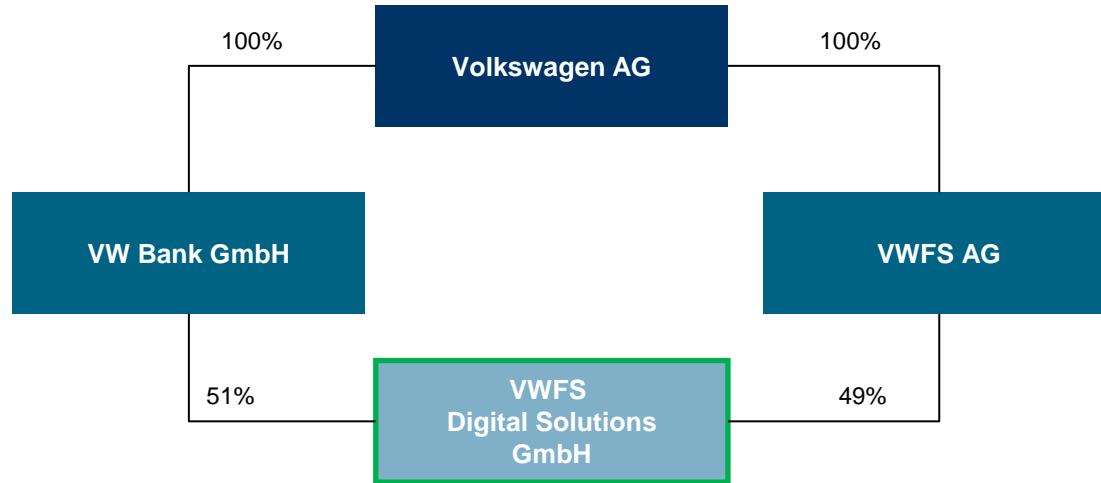 100%
Volkswagen AG
100%
VW Bank GmbH
VWFS AG
51%
VWFS
Digital Solutions
GmbH
49%